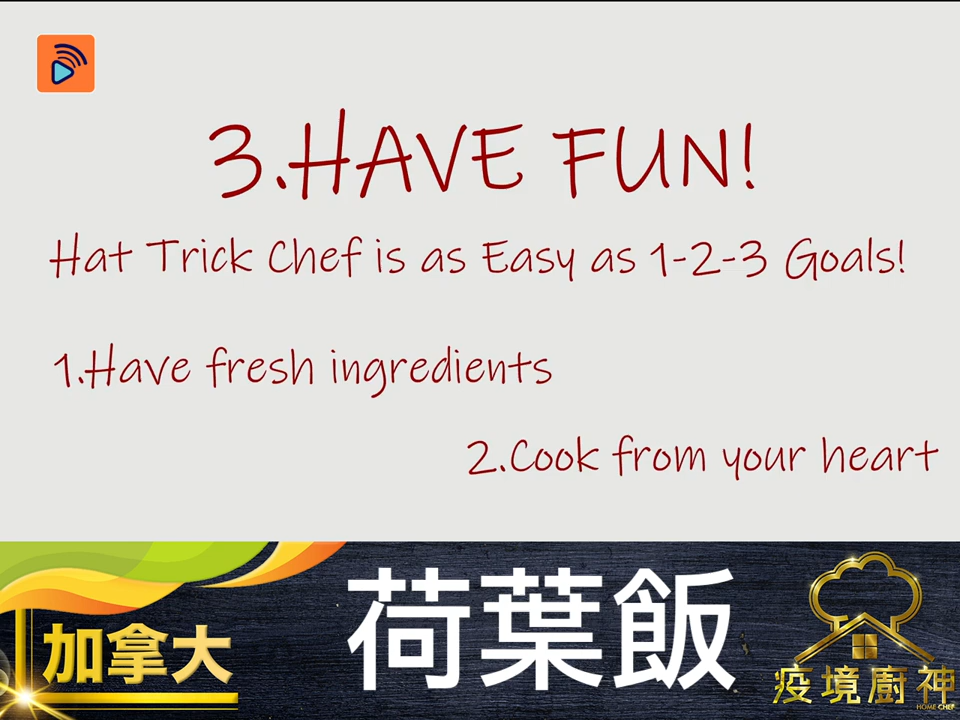 3.HAVE FUN!
Hat Trick Chef is as Easy as 1-2-3 Goals!
1.Have fresh ingredients
2.Cook from your heart
加拿大
荷葉飯
疫境廚神
HOME CHEF